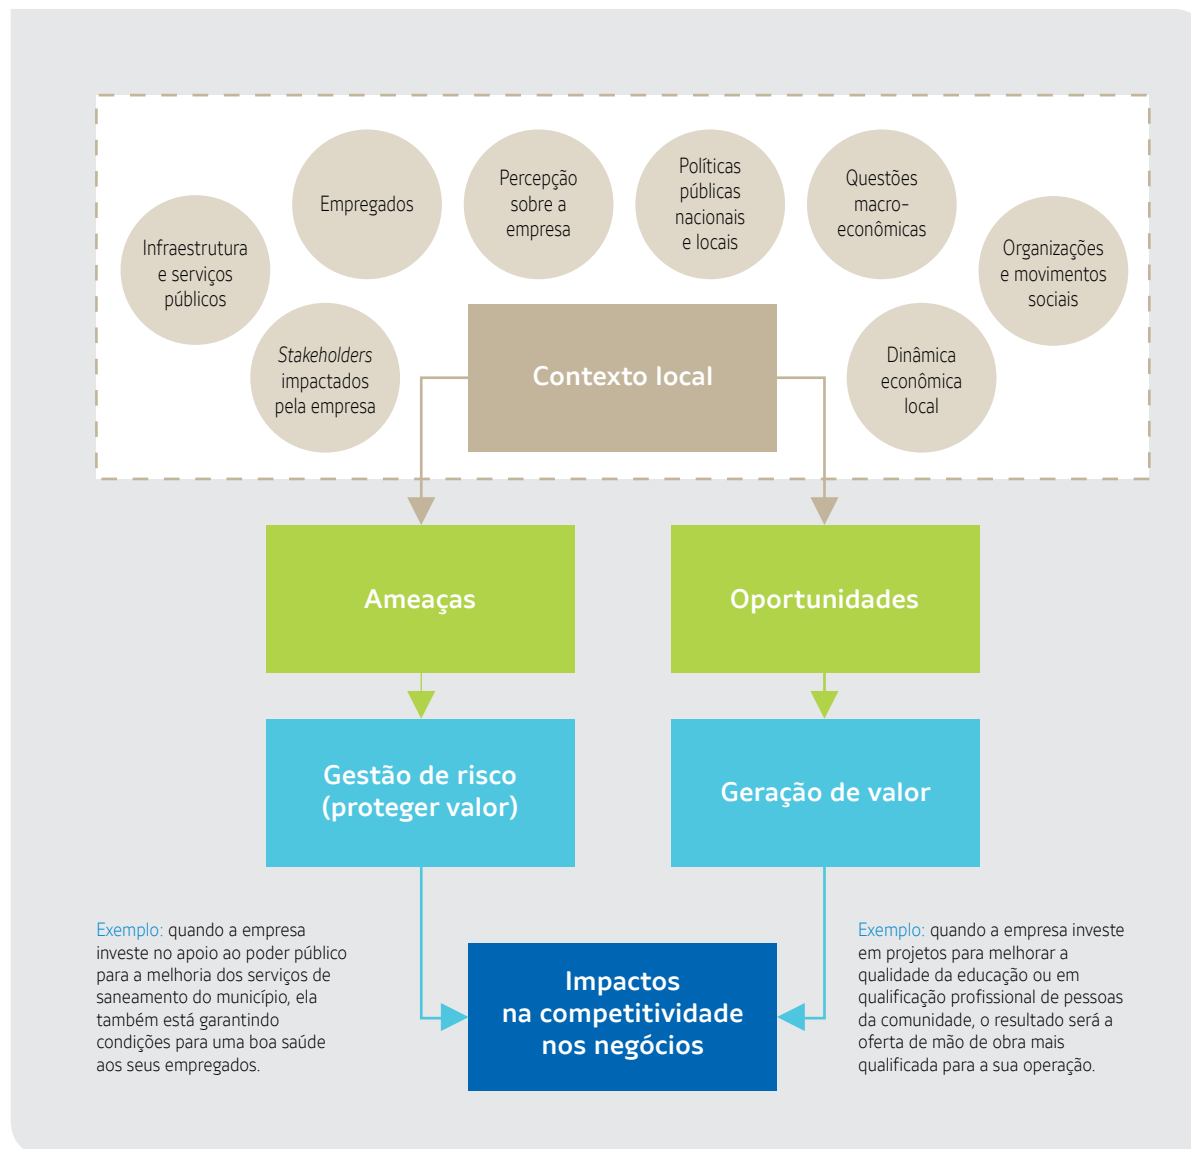 Infraestrutura
e serviços
públicos
Empregados
Percepção
sobre a
empresa
Políticas
públicas
nacionais
e locais
Questões
macro-
econômicas
Organizações
e movimentos
sociais
Stakeholders
impactados
pela empresa
Contexto local
Dinâmica
econômica
local
Ameaças
Oportunidades
Gestão de risco
(proteger valor)
Geração de valor
Exemplo: quando a empresa
investe no apoio ao poder público
para a melhoria dos serviços de
saneamento do município, ela
também está garantindo
condições para uma boa saúde
aos seus empregados.
Impactos
na competitividade
nos negócios
Exemplo: quando a empresa investe
em projetos para melhorar a
qualidade da educação ou em
qualificação profissional de pessoas
da comunidade, o resultado será a
oferta de mão de obra mais
qualificada para a sua operação.